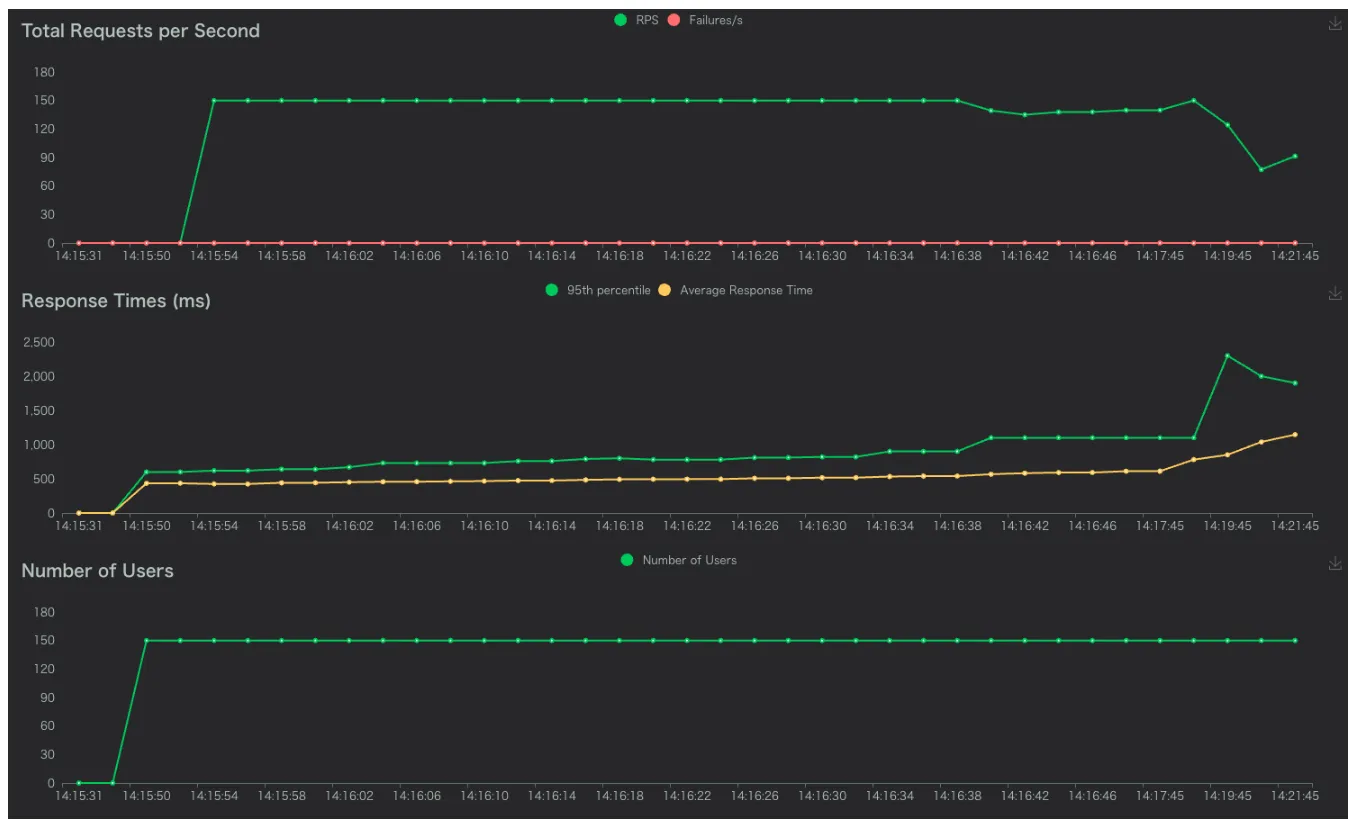 RPS Failures/s
Total Requests per Second
180
150
120
90
60
30
0
14:15:31 14:15:50 14:15:54 14:15:58 14:16:02 14:16:06 14:16:10 14:16:14 14:16:18 14:16:22 14:16:26 14:16:30 14:16:34 14:16:38 14:16:42 14:16:46 14:17:45 14:19:45 14:21:45
95th percentile Average Response Time
Response Times (ms)
2,500
2,000
1,500
1,000
500
0
14:15:31 14:15:50 14:15:54 14:15:58 14:16:02 14:16:06 14:16:10 14:16:14 14:16:18 14:16:22 14:16:26 14:16:30 14:16:34 14:16:38 14:16:42 14:16:46 14:17:45 14:19:45 14:21:45
Number of Users
Number of Users
180
150
120
90
60
30
0
14:15:31 14:15:50 14:15:54 14:15:58 14:16:02 14:16:06 14:16:10 14:16:14 14:16:18 14:16:22 14:16:26 14:16:30 14:16:34 14:16:38 14:16:42 14:16:46 14:17:45 14:19:45 14:21:45